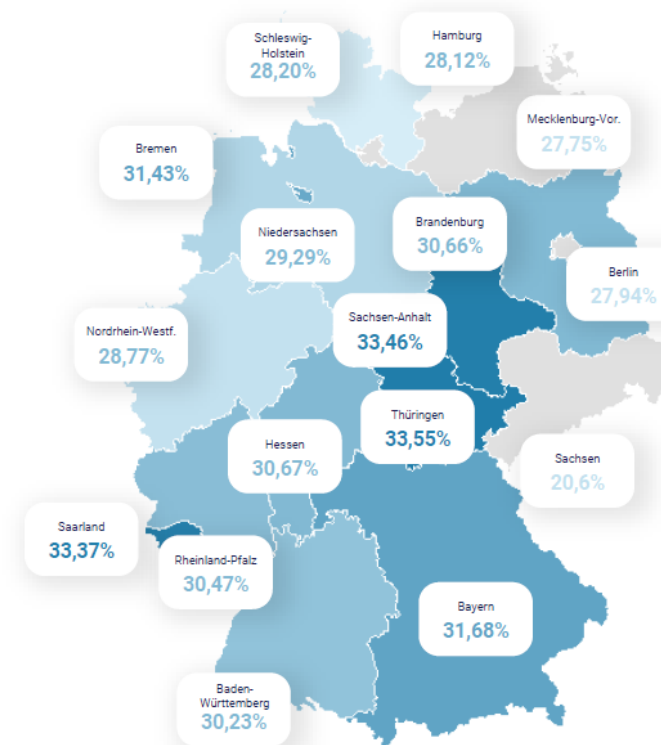 Schleswig-
Holstein
28,20%
Hamburg
28,12%
Mecklenburg-Vor.
27,75%
Bremen
31,43%
Niedersachsen
29,29%
Brandenburg
30,66%
Berlin
27,94%
Nordrhein-Westf.
28,77%
Sachsen-Anhalt
33,46%
Thüringen
33,55%
Hessen
30,67%
Sachsen
20,6%
Saarland
33,37%
Rheinland-Pfalz
30,47%
Bayern
31,68%
Baden-
Württemberg
30,23%